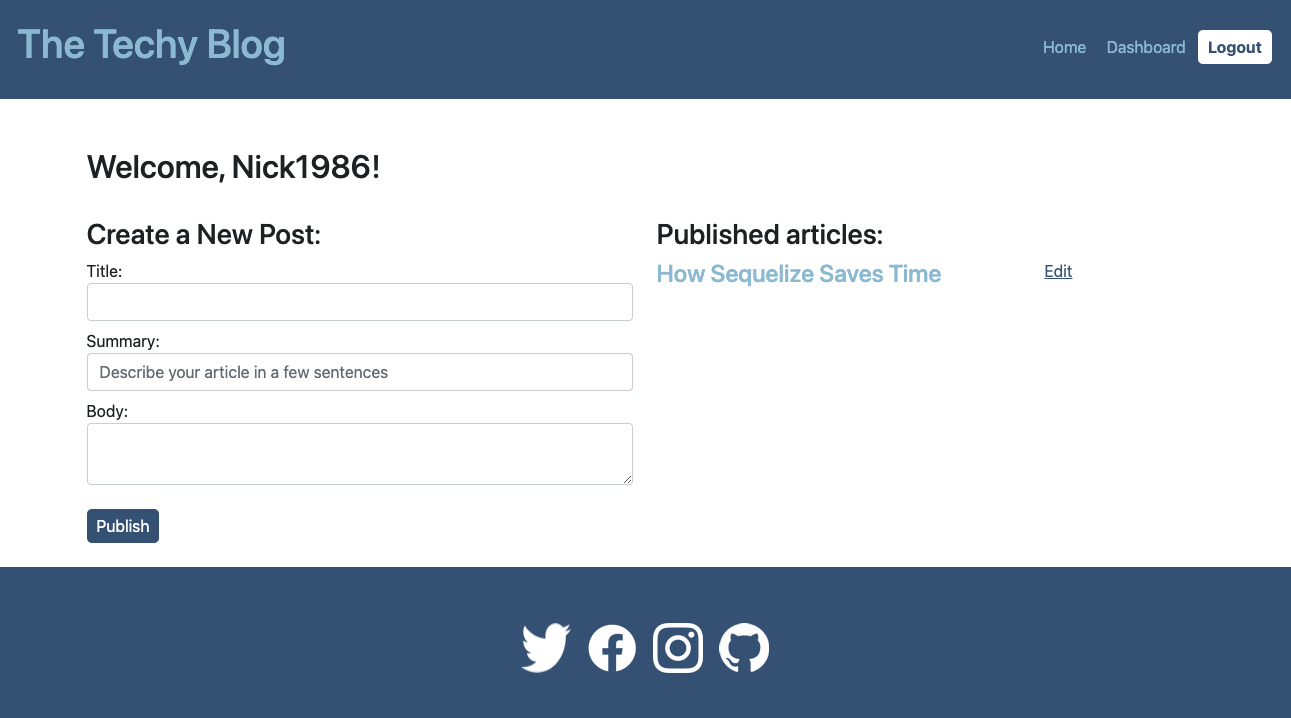 The Techy Blog
Home Dashboard Logout
Welcome, Nick1986!
Create a New Post:
Title:
Summary:
Describe your article in a few sentences
Body:
Publish
Published articles:
How Sequelize Saves Time Edit